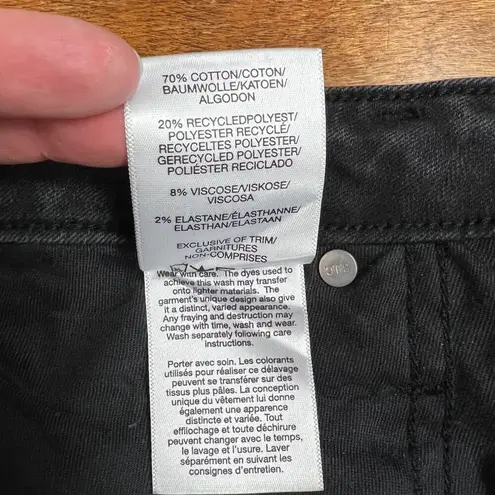 70% COTTON/COTON/
BAUMWOLLE/KATOEN/
ALGODON
20% RECYCLEDPOLYEST/
POLYESTER RECYCLÉ/
RECYCELTES POLYEST/
GERECYCLED POLYEST/
POLIÉSTER RECICLADO
8% VISCOSE/VISKOSE/
VISCOSA
2% ELASTANE/ÉLASTHANNE/
ELASTHAN/ELASTAAN
EXCLUSIVE OF TRIM/
GARNITURES
NON-COMPRISES
Wear with care. The dyes used to
achieve this wash may transfer
onto lighter materials. The
garment's unique design also give
it a distinct, varied appearance.
Any fraying and destruction may
change with time, wash and wear.
Wash separately following care
instructions.
Porter avec soin. Les colorants
utilisés pour réaliser ce délavage
peuvent se transférer sur des
tissus plus pâles. La conception
unique du vêtement lui donne
également une apparence
distincte et variée. Tout
effilochage et toute déchirure
peuvent changer avec le temps,
le lavage et l'usure. Laver
séparément en suivant les
consignes d'entretien.